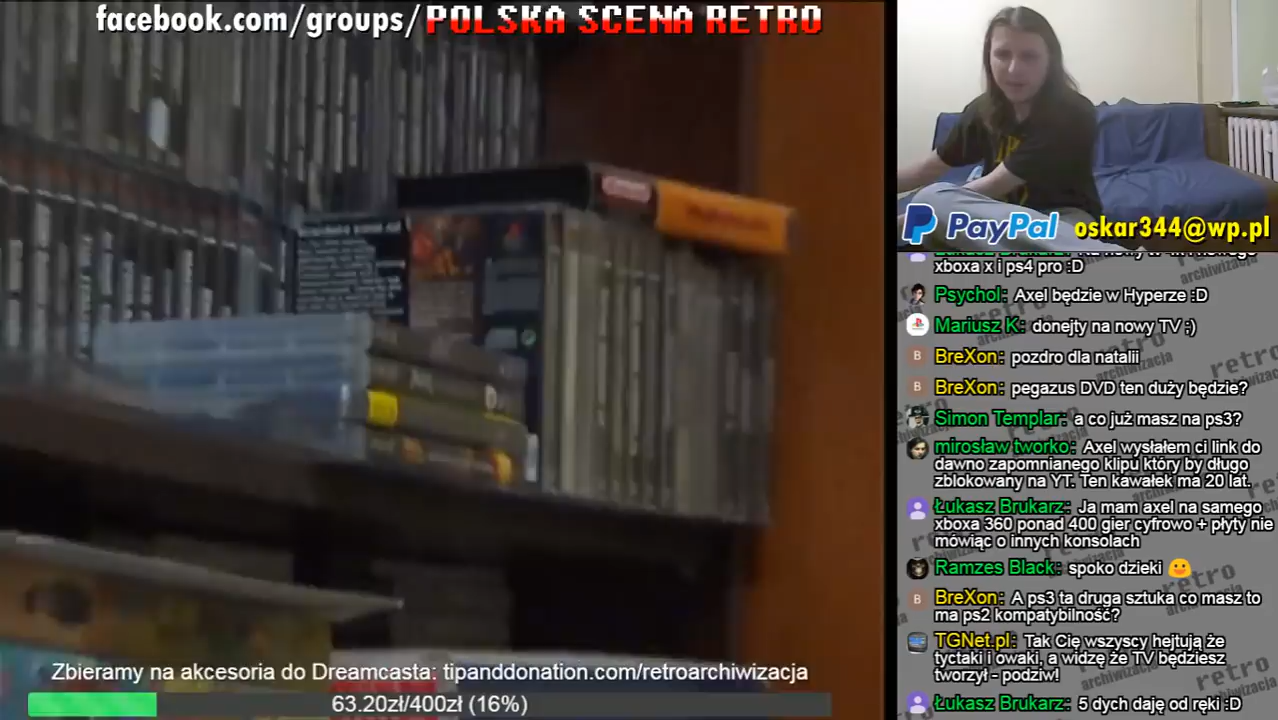 facebook.com/groups/POLSKA SCENA RETRO
PayPal oskar344@wp.pl
xboxa x i ps4 pro :D
Psychol: Axel będzie w Hyperze :D
Mariusz K: donejty na nowy TV ;)
BreXon: pozdro dla natalii
BreXon: pegazus DVD ten duży będzie?
Simon Templar: a co już masz na ps3?
mirosław tworko: Axel wysłałem ci link do
dawno zapomnianego klipu który by długo
zblokowany na YT. Ten kawałek ma 20 lat.
Łukasz Brukarz: Ja mam axel na samego
xboxa 360 ponad 400 gier cyfrowo + płyty nie
mówiąc o innych konsolach
Ramzes Black: spoko dzieki
BreXon: A ps3 ta druga sztuka co masz to
ma ps2 kompatybilność?
TGNet.pl: Tak Cię wszyscy hejtują że
tyctaki i owaki, a widzę że TV będziesz
tworzył - podziw!
Łukasz Brukarz: 5 dych daję od ręki :D
retro
archiwizacja
Zbieramy na akcesoria do Dreamcasta: tipanddonation.com/retroarchiwizacja
63.20zł/400zł (16%)